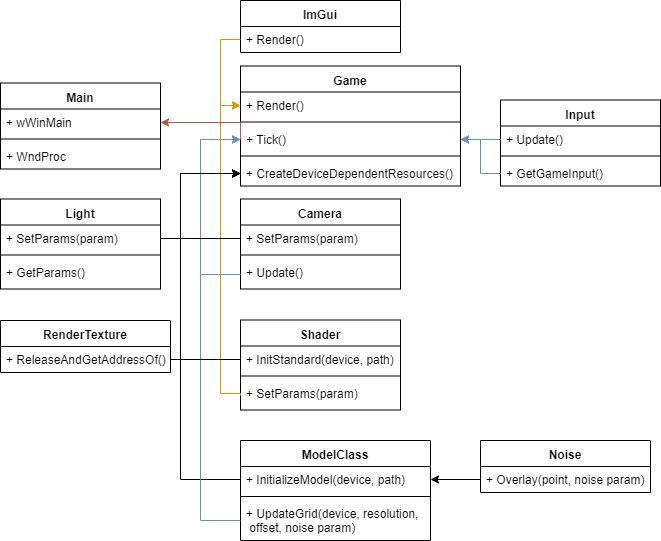 ImGui
+ Render()
Game
+ Render()
+ Tick()
+ CreateDeviceDependentResources()
Main
+ wWinMain
+ WndProc
Input
+ Update()
+ GetGameInput()
Light
+ SetParams(param)
+ GetParams()
Camera
+ SetParams(param)
+ Update()
RenderTexture
+ ReleaseAndGetAddressOf()
Shader
+ InitStandard(device, path)
+ SetParams(param)
ModelClass
+ InitializeModel(device, path)
+ UpdateGrid(device, resolution,
offset, noise param)
Noise
+ Overlay(point, noise param)